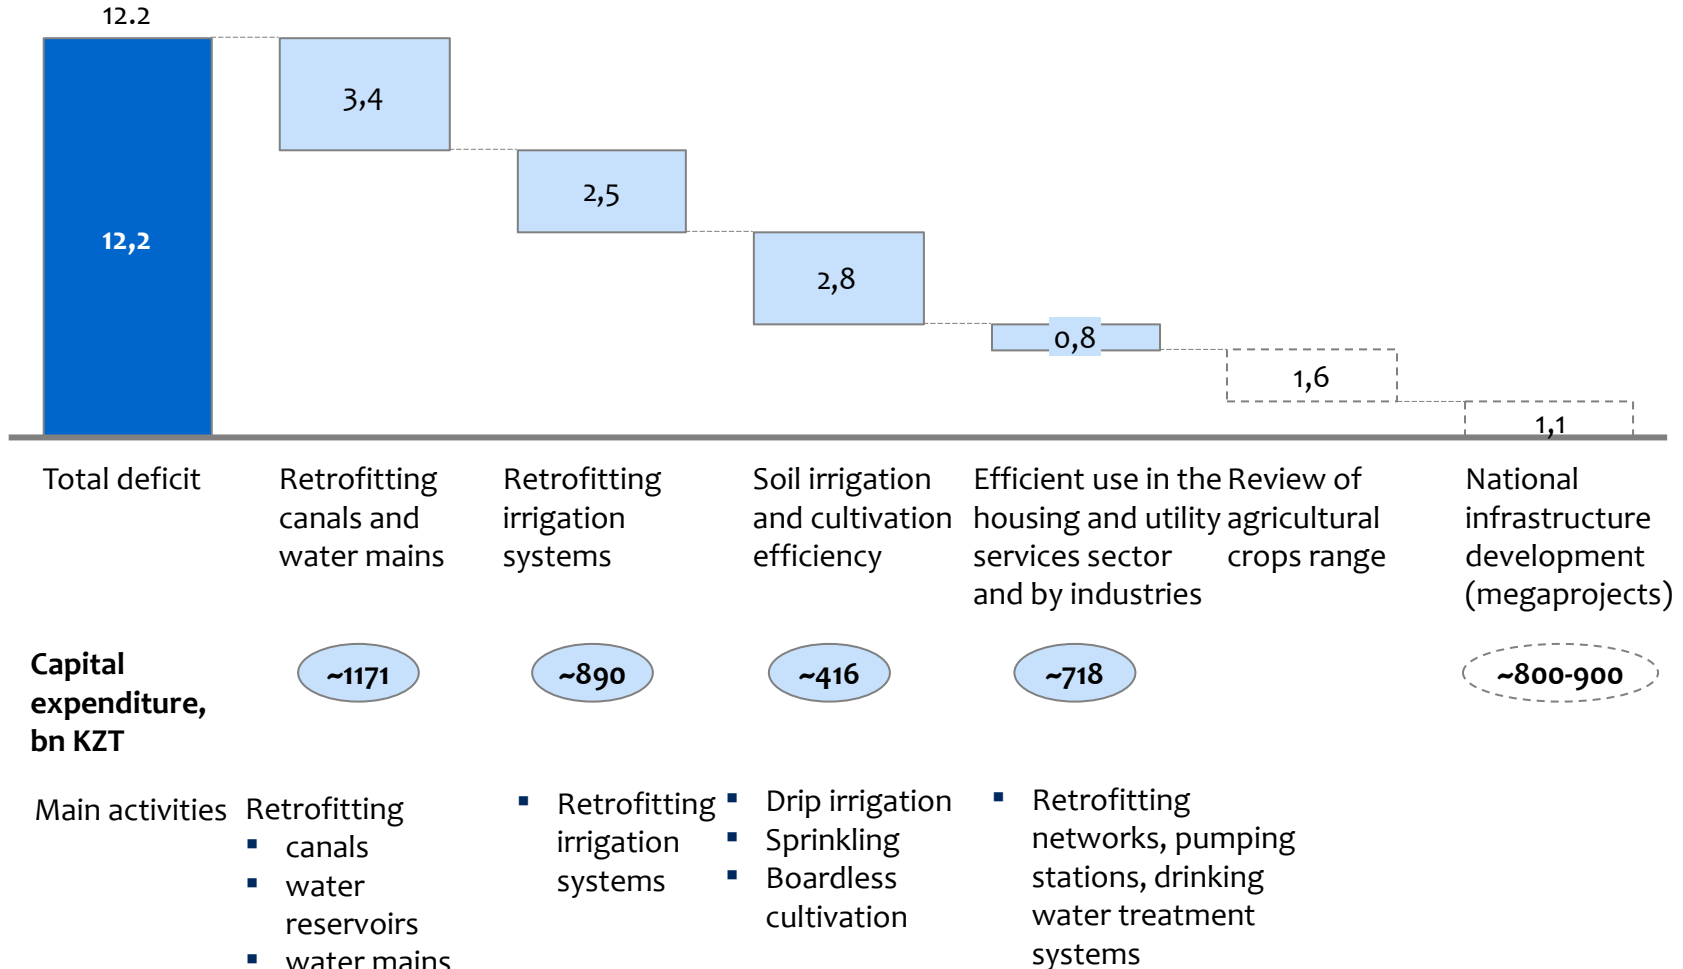 12.2
12,2
3,4
2,5
2,8
0,8
1,6
1,1
Total deficit
Retrofitting
canals and
water mains
Retrofitting
irrigation
systems
Soil irrigation
and cultivation
efficiency
Efficient use in the
housing and utility
services sector
and by industries
Review of
agricultural
crops range
National
infrastructure
development
(megaprojects)
Capital
expenditure,
bn KZT
~1171
~890
~416
~718
~800-900
Main activities
Retrofitting
▪ canals
▪ water
reservoirs
▪ water mains
▪ Retrofitting
irrigation
systems
▪ Drip irrigation
▪ Sprinkling
▪ Boardless
cultivation
▪ Retrofitting
networks, pumping
stations, drinking
water treatment
systems